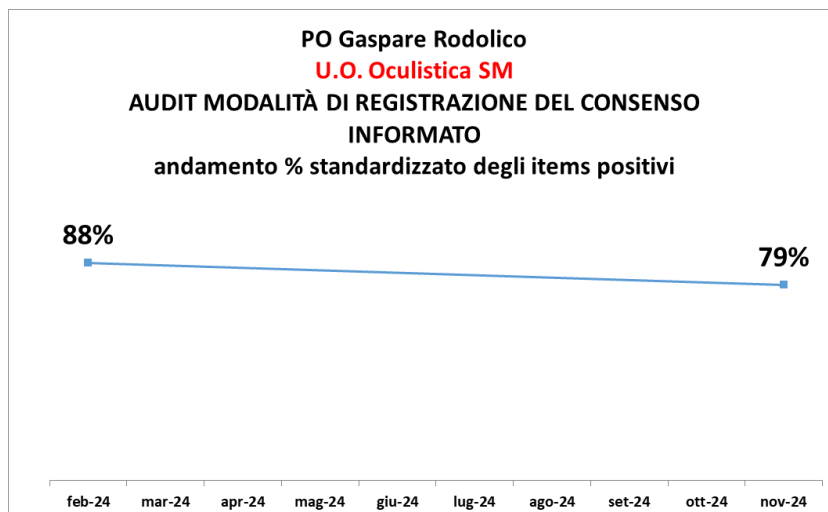 PO Gaspare Rodolico
U.O. Oculistica SM
AUDIT MODALITÀ DI REGISTRAZIONE DEL CONSENSO
INFORMATO
andamento % standardizzato degli items positivi
88%
79%
feb-24 mar-24 apr-24 mag-24 giu-24 lug-24 ago-24 set-24 ott-24 nov-24